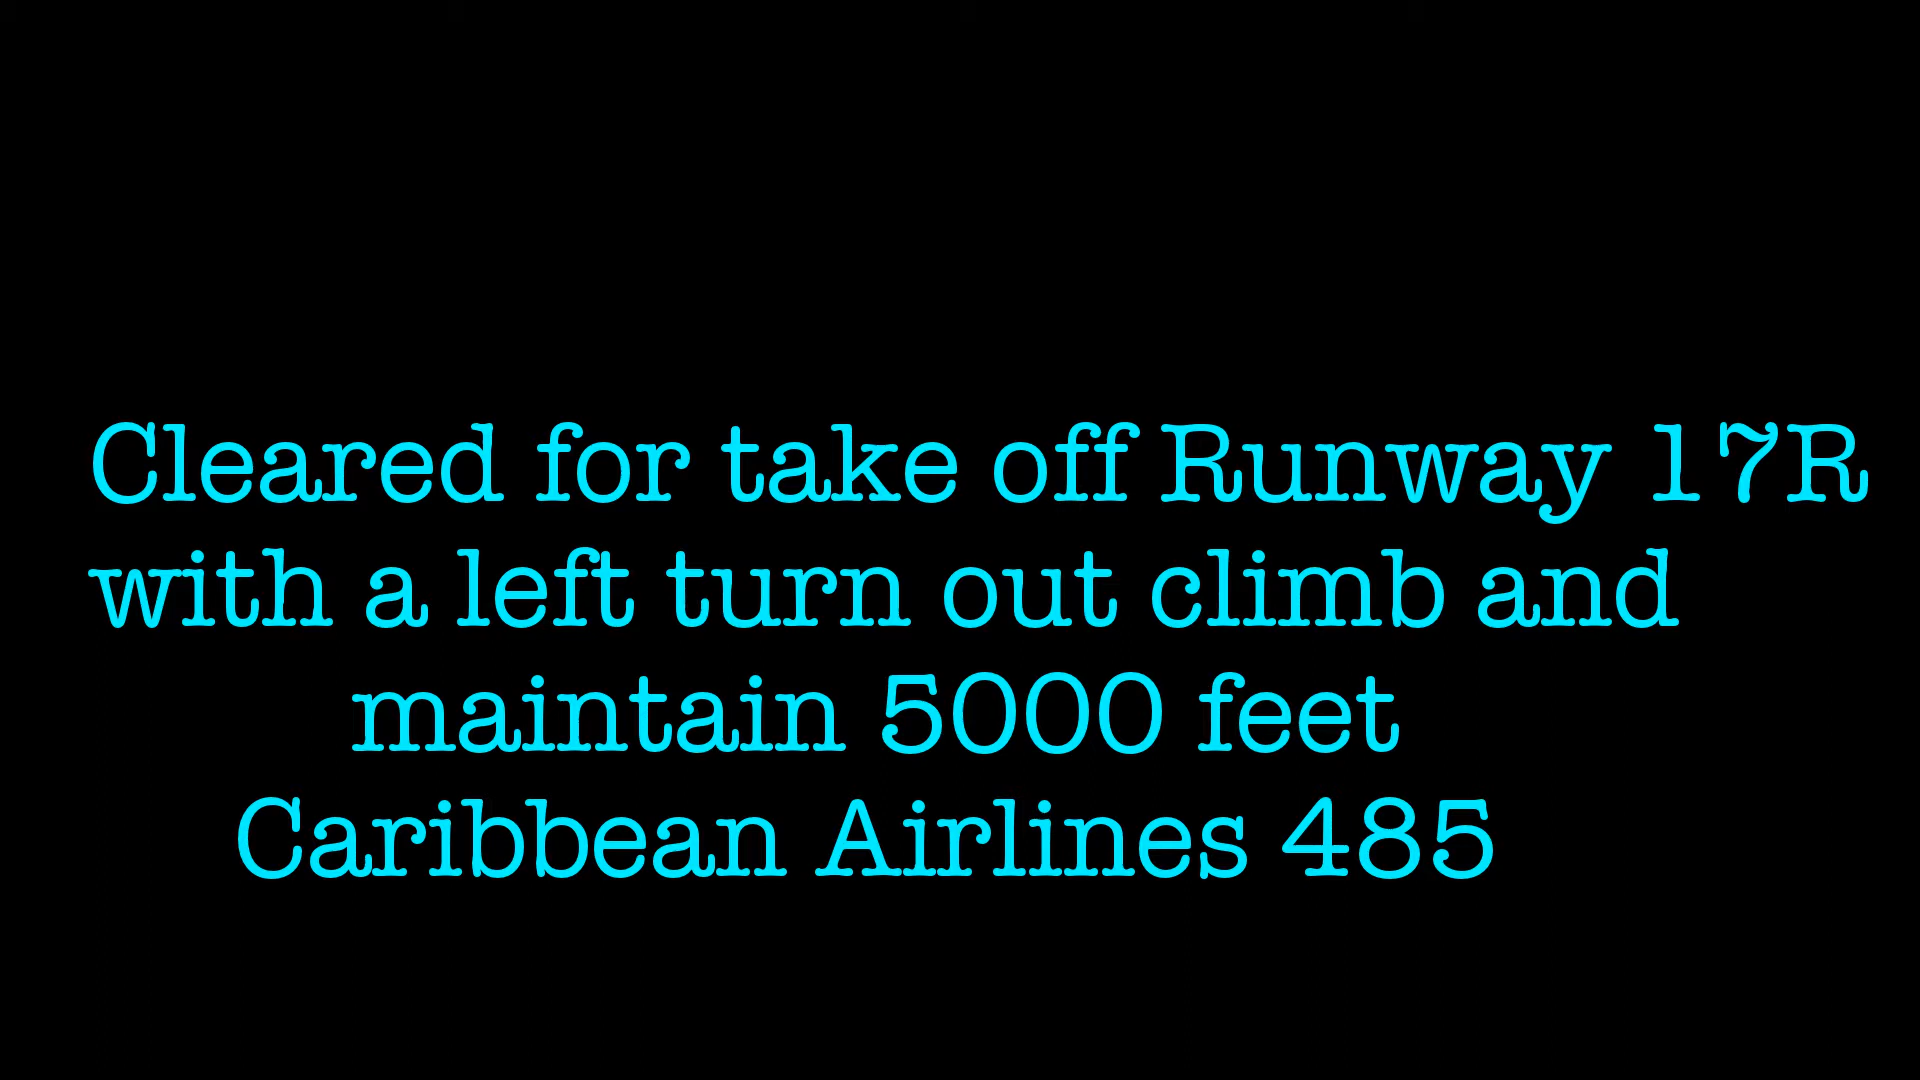 Cleared for take off Runway 17R
with a left turn out climb and
maintain 5000 feet
Caribbean Airlines 485